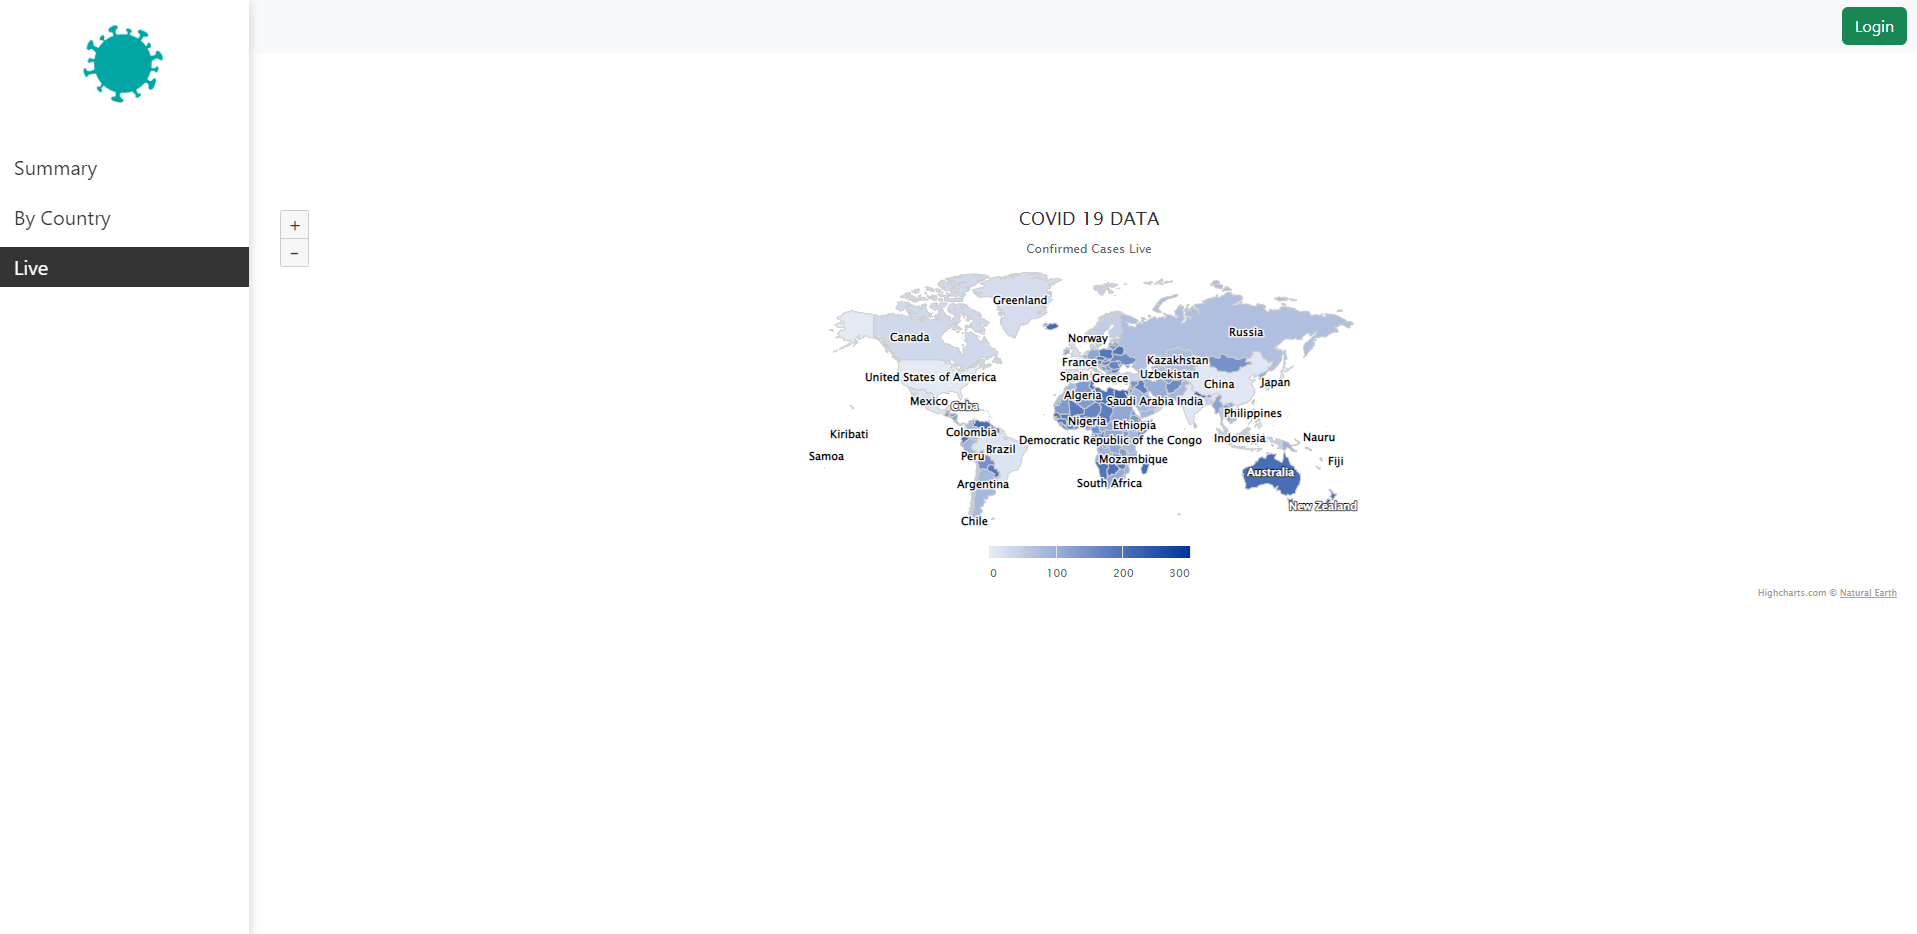 Login
Summary
By Country
Live
+
−
COVID 19 DATA
Confirmed Cases Live
Greenland
Canada
Norway
Russia
France
Kazakhstan
United States of America
Spain
Greece
Uzbekistan
China
Japan
Mexico
Cuba
Algeria
Saudi Arabia
India
Philippines
Nigeria
Ethiopia
Kiribati
Colombia
Democratic Republic of the Congo
Indonesia
Nauru
Samoa
Peru
Brazil
Mozambique
Fiji
Australia
Argentina
South Africa
New Zealand
Chile
0 100 200 300
Highcharts.com © Natural Earth